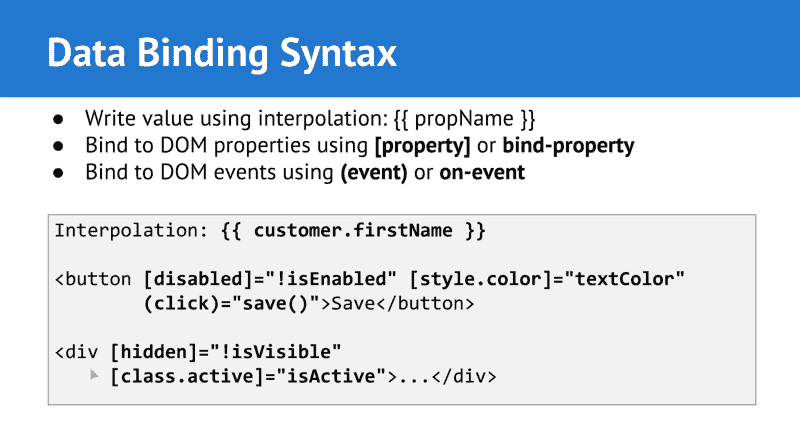 Data Binding Syntax
● Write value using interpolation: {{ propName }}
● Bind to DOM properties using [property] or bind-property
● Bind to DOM events using (event) or on-event
Interpolation: {{ customer.firstName }}
<button [disabled]="!isEnabled" [style.color]="textColor"
(click)="save()">Save</button>
<div [hidden]="!isVisible"
[class.active]="isActive">...</div>